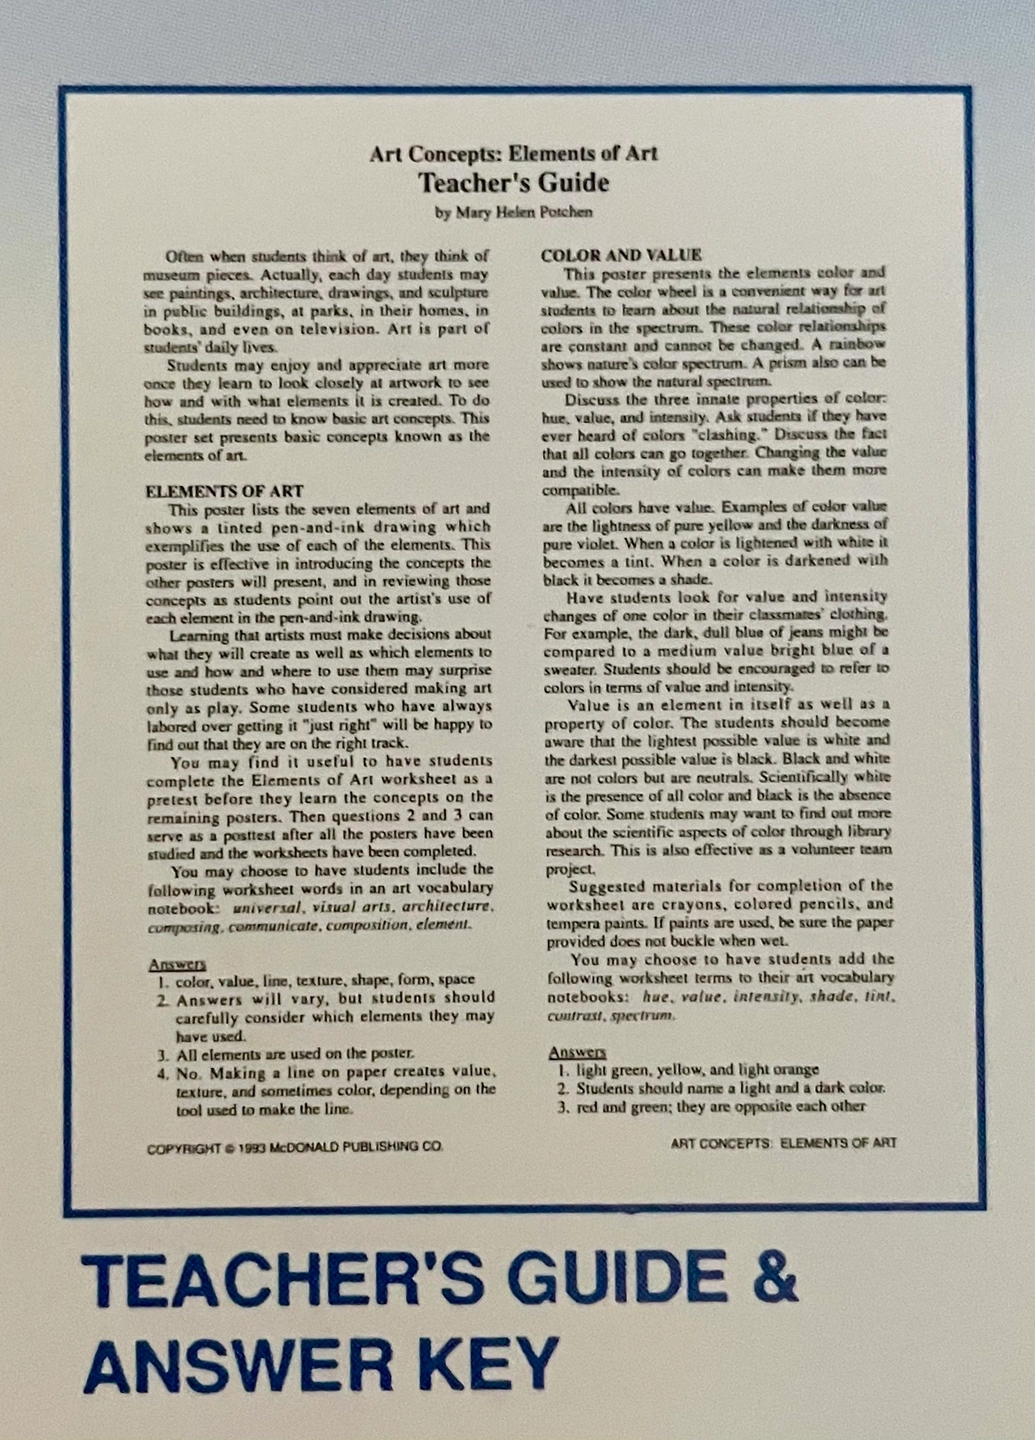 Art Concepts: Elements of Art
Teacher's Guide
by Mary Helen Potchen
Often when students think of art, they think of
museum pieces. Actually, each day students may
see paintings, architecture, drawings, and sculpture
in public buildings, at parks, in their homes, in
books, and even on television. Art is part of
students' daily lives.
Students may enjoy and appreciate art more
once they learn to look closely at artwork to see
how and with what elements it is created. To do
this, students need to know basic art concepts. This
poster set presents basic concepts known as the
elements of art.
ELEMENTS OF ART
This poster lists the seven elements of art and
shows a tinted pen-and-ink drawing which
exemplifies the use of each of the elements. This
poster is effective in introducing the concepts the
other posters will present, and in reviewing those
concepts as students point out the artist's use of
each element in the pen-and-ink drawing.
Learning that artists must make decisions about
what they will create as well as which elements to
use and how and where to use them may surprise
those students who have considered making art
only as play. Some students who have always
labored over getting it "just right" will be happy to
find out that they are on the right track.
You may find it useful to have students
complete the Elements of Art worksheet as a
pretest before they learn the concepts on the
remaining posters. Then questions 2 and 3 can
serve as a posttest after all the posters have been
studied and the worksheets have been completed.
You may choose to have students include the
following worksheet words in an art vocabulary
notebook: universal, visual arts, architecture,
composing, communicate, composition, element.
Answers
1. color, value, line, texture, shape, form, space
2. Answers will vary, but students should
carefully consider which elements they may
have used.
3. All elements are used on the poster.
4. No. Making a line on paper creates value,
texture, and sometimes color, depending on the
tool used to make the line.
COPYRIGHT © 1993 McDONALD PUBLISHING CO.
COLOR AND VALUE
This poster presents the elements color and
value. The color wheel is a convenient way for art
students to learn about the natural relationship of
colors in the spectrum. These color relationships
are constant and cannot be changed. A rainbow
shows nature's color spectrum. A prism also can be
used to show the natural spectrum.
Discuss the three innate properties of color:
hue, value, and intensity. Ask students if they have
ever heard of colors "clashing." Discuss the fact
that all colors can go together. Changing the value
and the intensity of colors can make them more
compatible.
All colors have value. Examples of color value
are the lightness of pure yellow and the darkness of
pure violet. When a color is lightened with white it
becomes a tint. When a color is darkened with
black it becomes a shade.
Have students look for value and intensity
changes of one color in their classmates' clothing.
For example, the dark, dull blue of jeans might be
compared to a medium value bright blue of a
sweater. Students should be encouraged to refer to
colors in terms of value and intensity.
Value is an element in itself as well as a
property of color. The students should become
aware that the lightest possible value is white and
the darkest possible value is black. Black and white
are not colors but are neutrals. Scientifically white
is the presence of all color and black is the absence
of color. Some students may want to find out more
about the scientific aspects of color through library
research. This is also effective as a volunteer team
project.
Suggested materials for completion of the
worksheet are crayons, colored pencils, and
tempera paints. If paints are used, be sure the paper
provided does not buckle when wet.
You may choose to have students add the
following worksheet terms to their art vocabulary
notebooks: hue, value, intensity, shade, tint,
contrast, spectrum.
Answers
1. light green, yellow, and light orange
2. Students should name a light and a dark color.
3. red and green; they are opposite each other
ART CONCEPTS: ELEMENTS OF ART
TEACHER'S GUIDE &
ANSWER KEY